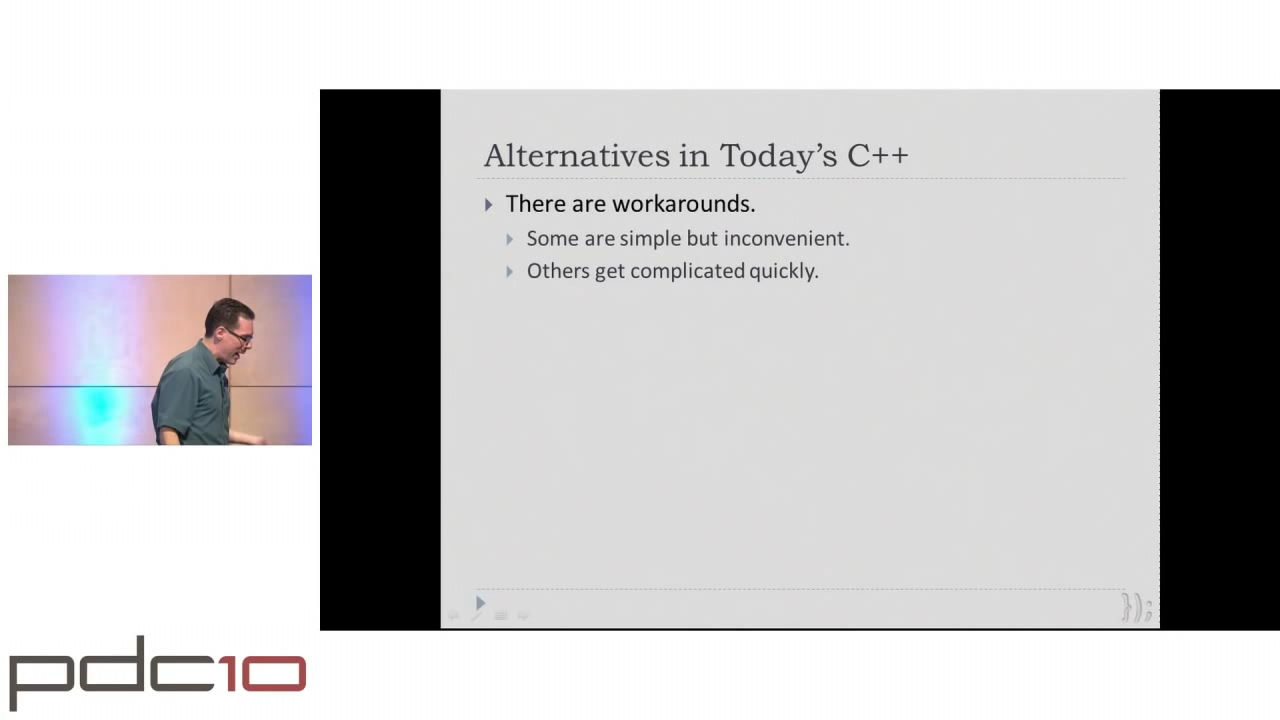 Alternatives in Today's C++
There are workarounds.
Some are simple but inconvenient.
Others get complicated quickly.
});
pdc10